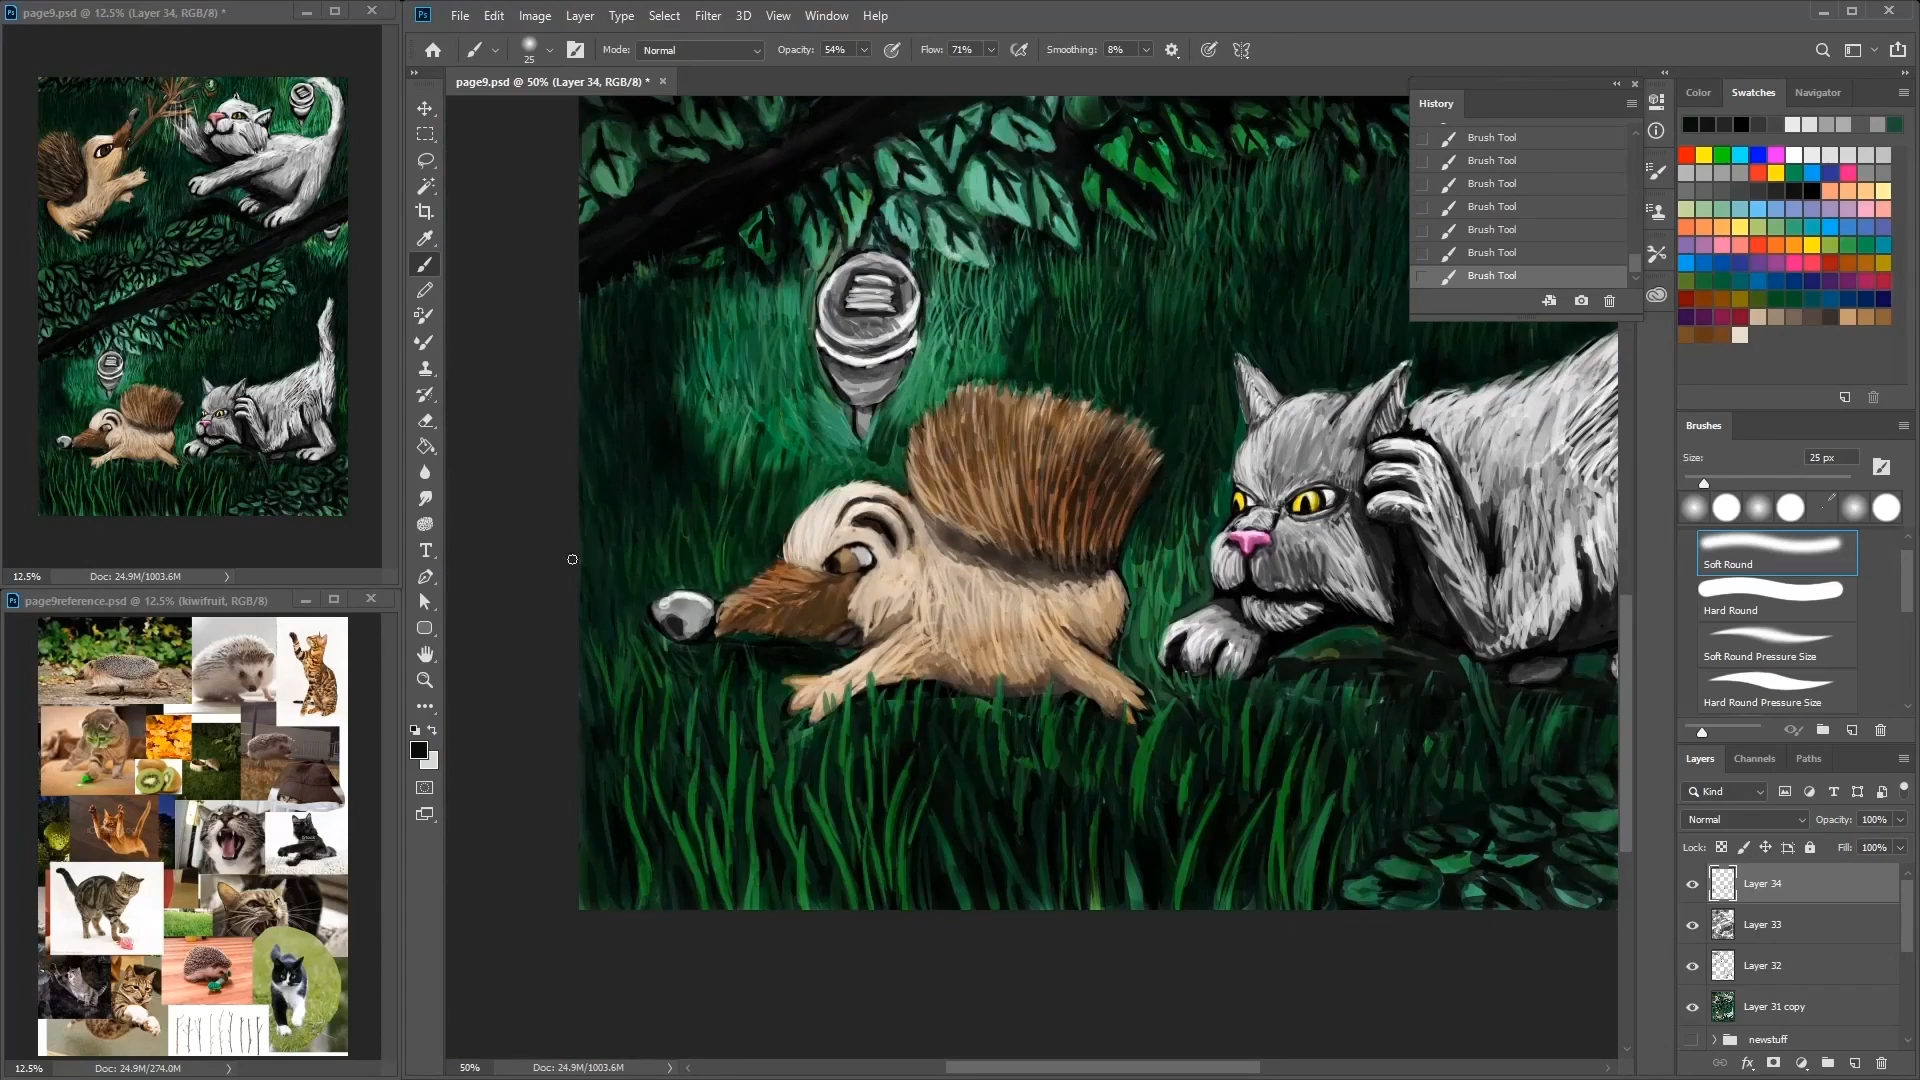 page9.psd @ 12.5% (Layer 34, RGB/8) *
Ps
File Edit Image Layer Type Select Filter 3D View Window Help
25
Mode: Normal
Opacity: 54%
Flow: 71%
Smoothing: 8%
page9.psd @ 50% (Layer 34, RGB/8) *
History
Brush Tool
Brush Tool
Brush Tool
Brush Tool
Brush Tool
Brush Tool
Brush Tool
Color Swatches Navigator
Brushes
Size: 25 px
Soft Round
Hard Round
Soft Round Pressure Size
Hard Round Pressure Size
Layers Channels Paths
Kind
Normal Opacity: 100%
Lock: Fill: 100%
Layer 34
Layer 33
Layer 32
Layer 31 copy
newstuff
12.5% Doc: 24.9M/1003.6M
page9reference.psd @ 12.5% (kiwifruit, RGB/8)
12.5% Doc: 24.9M/274.0M
50% Doc: 24.9M/1003.6M